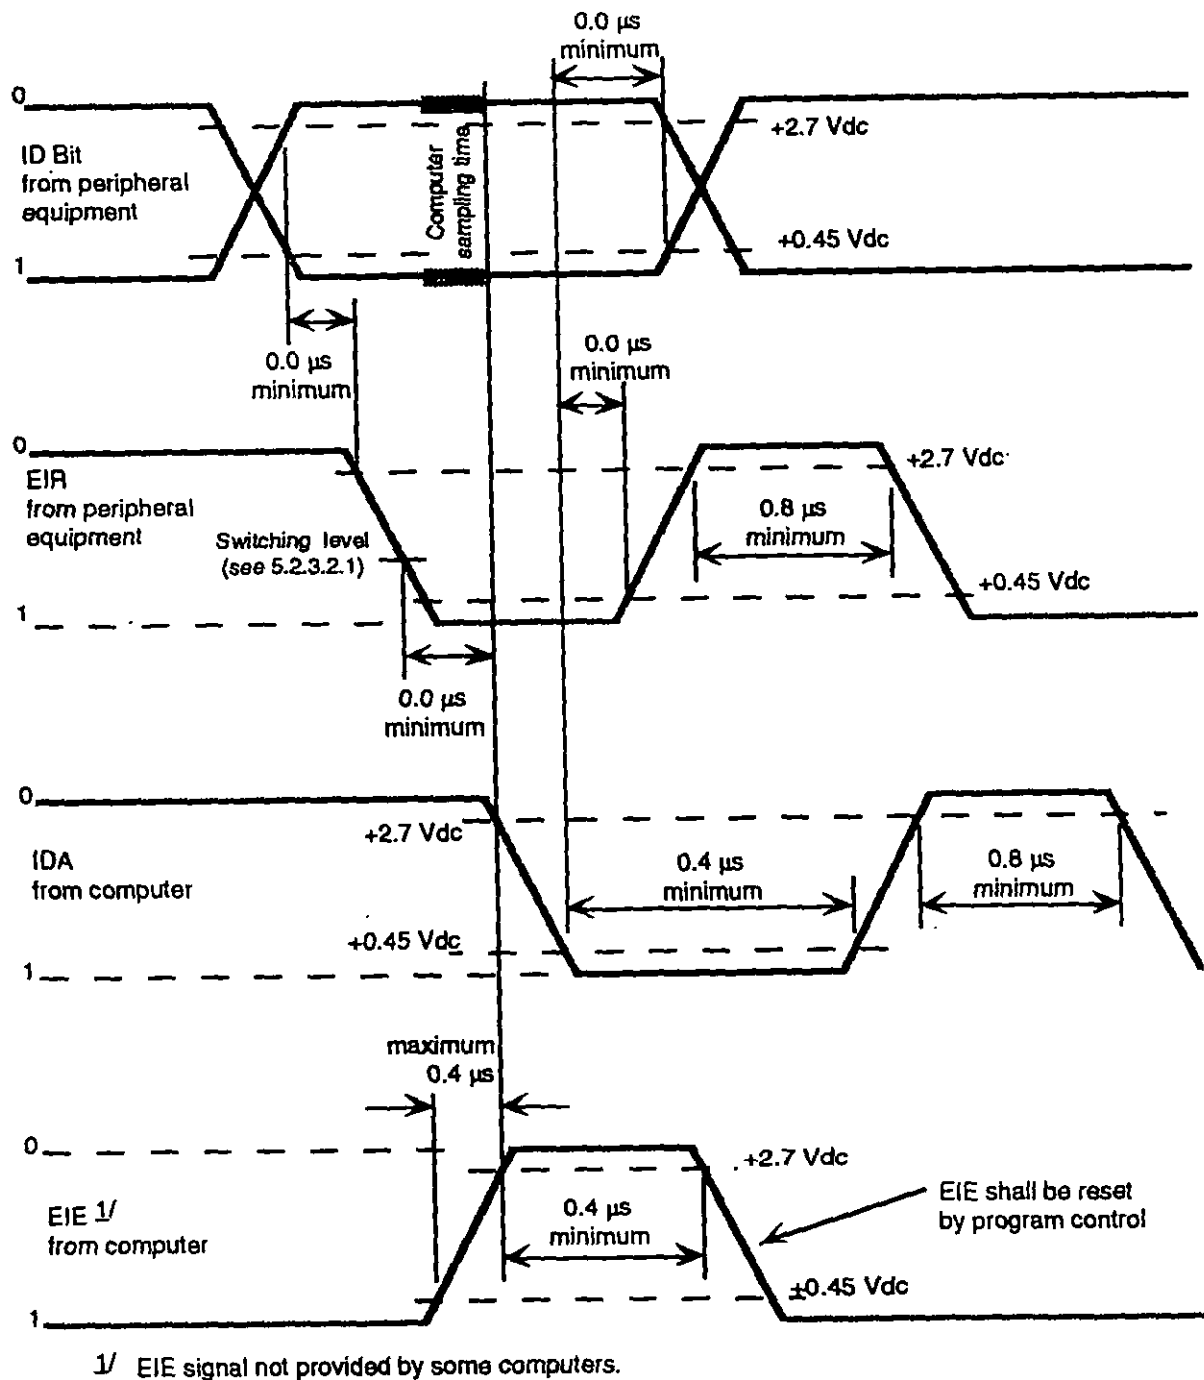 0.0 µs
minimum
0
+2.7 Vdc
ID Bit
from peripheral
equipment
Computer
sampling time
+0.45 Vdc
1
0.0 µs
minimum
0.0 µs
minimum
0
EIR
from peripheral
equipment
+2.7 Vdc
0.8 µs
minimum
Switching level
(see 5.2.3.2.1)
+0.45 Vdc
1
0.0 µs
minimum
0
+2.7 Vdc
IDA
from computer
0.4 µs
minimum
0.8 µs
minimum
+0.45 Vdc
1
maximum
0.4 µs
0
+2.7 Vdc
EIE 1/
from computer
0.4 µs
minimum
EIE shall be reset
by program control
±0.45 Vdc
1
1/ EIE signal not provided by some computers.